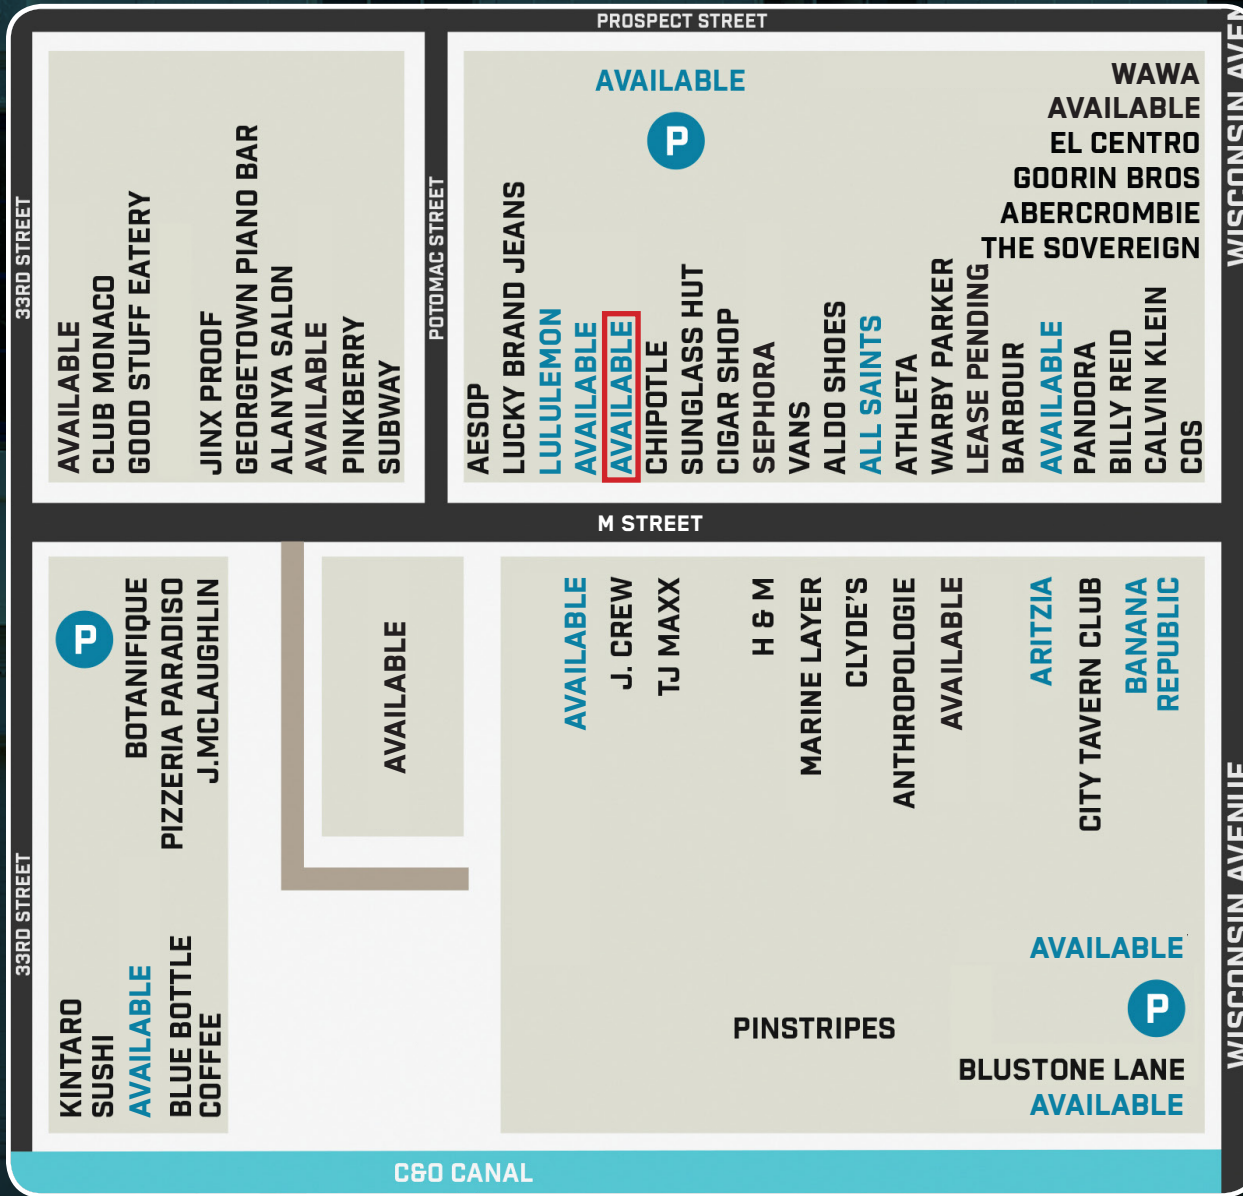 PROSPECT STREET
WISCONSIN AVEN
33RD STREET
AVAILABLE
CLUB MONACO
GOOD STUFF EATERY
JINX PROOF
GEORGETOWN PIANO BAR
ALANYA SALON
AVAILABLE
PINKBERRY
SUBWAY
POTOMAC STREET
AVAILABLE
P
WAWA
AVAILABLE
EL CENTRO
GOORIN BROS
ABERCROMBIE
THE SOVEREIGN
AESOP
LUCKY BRAND JEANS
LULULEMON
AVAILABLE
AVAILABLE
CHIPOTLE
SUNGLASS HUT
CIGAR SHOP
SEPHORA
VANS
ALDO SHOES
ALL SAINTS
ATHLETA
WARBY PARKER
LEASE PENDING
BARBOUR
AVAILABLE
PANDORA
BILLY REID
CALVIN KLEIN
COS
M STREET
33RD STREET
P
BOTANIFIQUE
PIZZERIA PARADISO
J.MCLAUGHLIN
KINTARO
SUSHI
AVAILABLE
BLUE BOTTLE
COFFEE
AVAILABLE
AVAILABLE
J. CREW
TJ MAXX
H & M
MARINE LAYER
CLYDE'S
ANTHROPOLOGIE
AVAILABLE
ARITZIA
CITY TAVERN CLUB
BANANA
REPUBLIC
AVAILABLE
P
PINSTRIPES
BLUSTONE LANE
AVAILABLE
WISCONSIN AVENUE
C&O CANAL